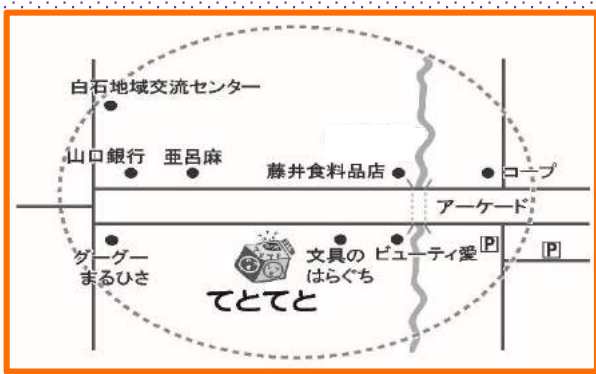 白石地域交流センター
山口銀行
亜呂麻
藤井食料品店
コープ
アーケード
グーグー
まるひさ
てとてと
文具の
はらぐち
ビューティ愛
P
P